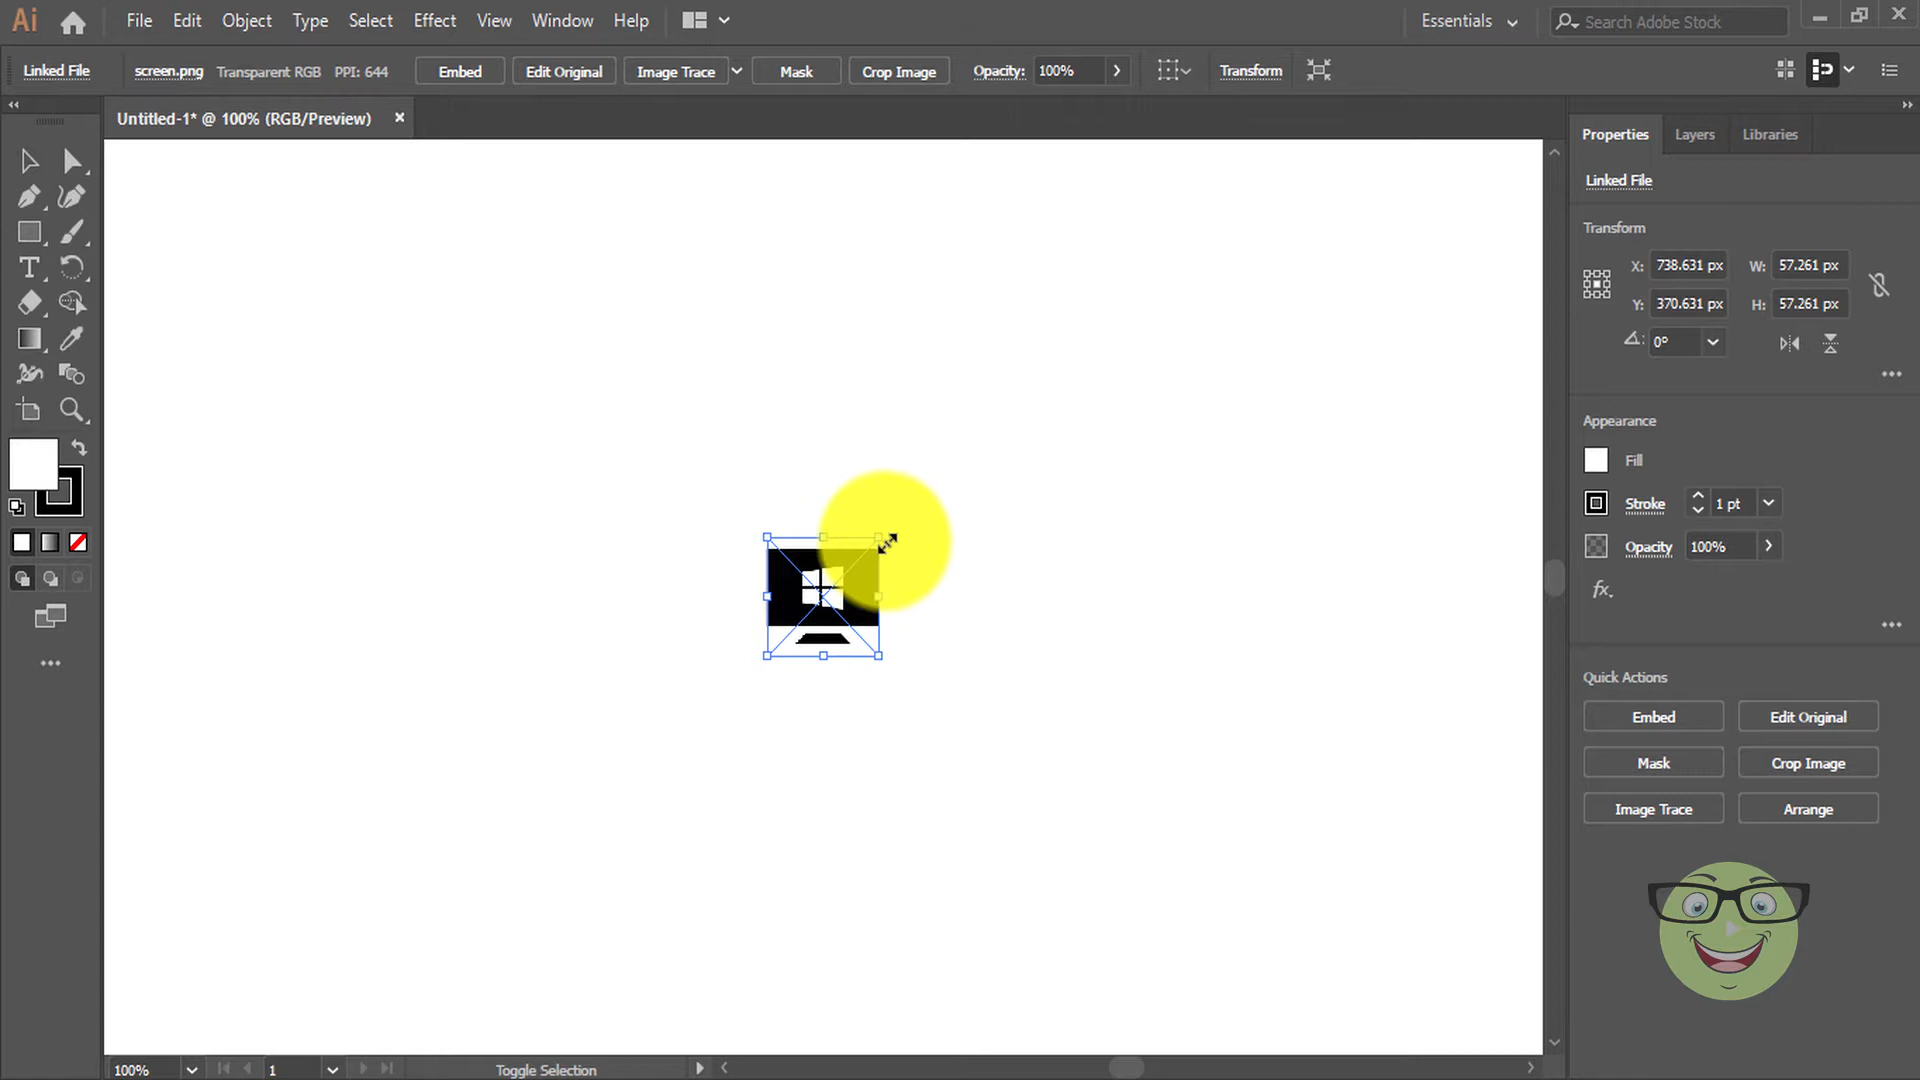 Ai File Edit Object Type Select Effect View Window Help Essentials Search Adobe Stock
Linked File screen.png Transparent RGB PPI: 644 Embed Edit Original Image Trace Mask Crop Image Opacity: 100% Transform
Untitled-1* @ 100% (RGB/Preview) ×
Properties Layers Libraries
Linked File
Transform
X: 738.631 px W: 57.261 px
Y: 370.631 px H: 57.261 px
0°
Appearance
Fill
Stroke 1 pt
Opacity 100%
fx.
Quick Actions
Embed Edit Original
Mask Crop Image
Image Trace Arrange
100% 1 Toggle Selection